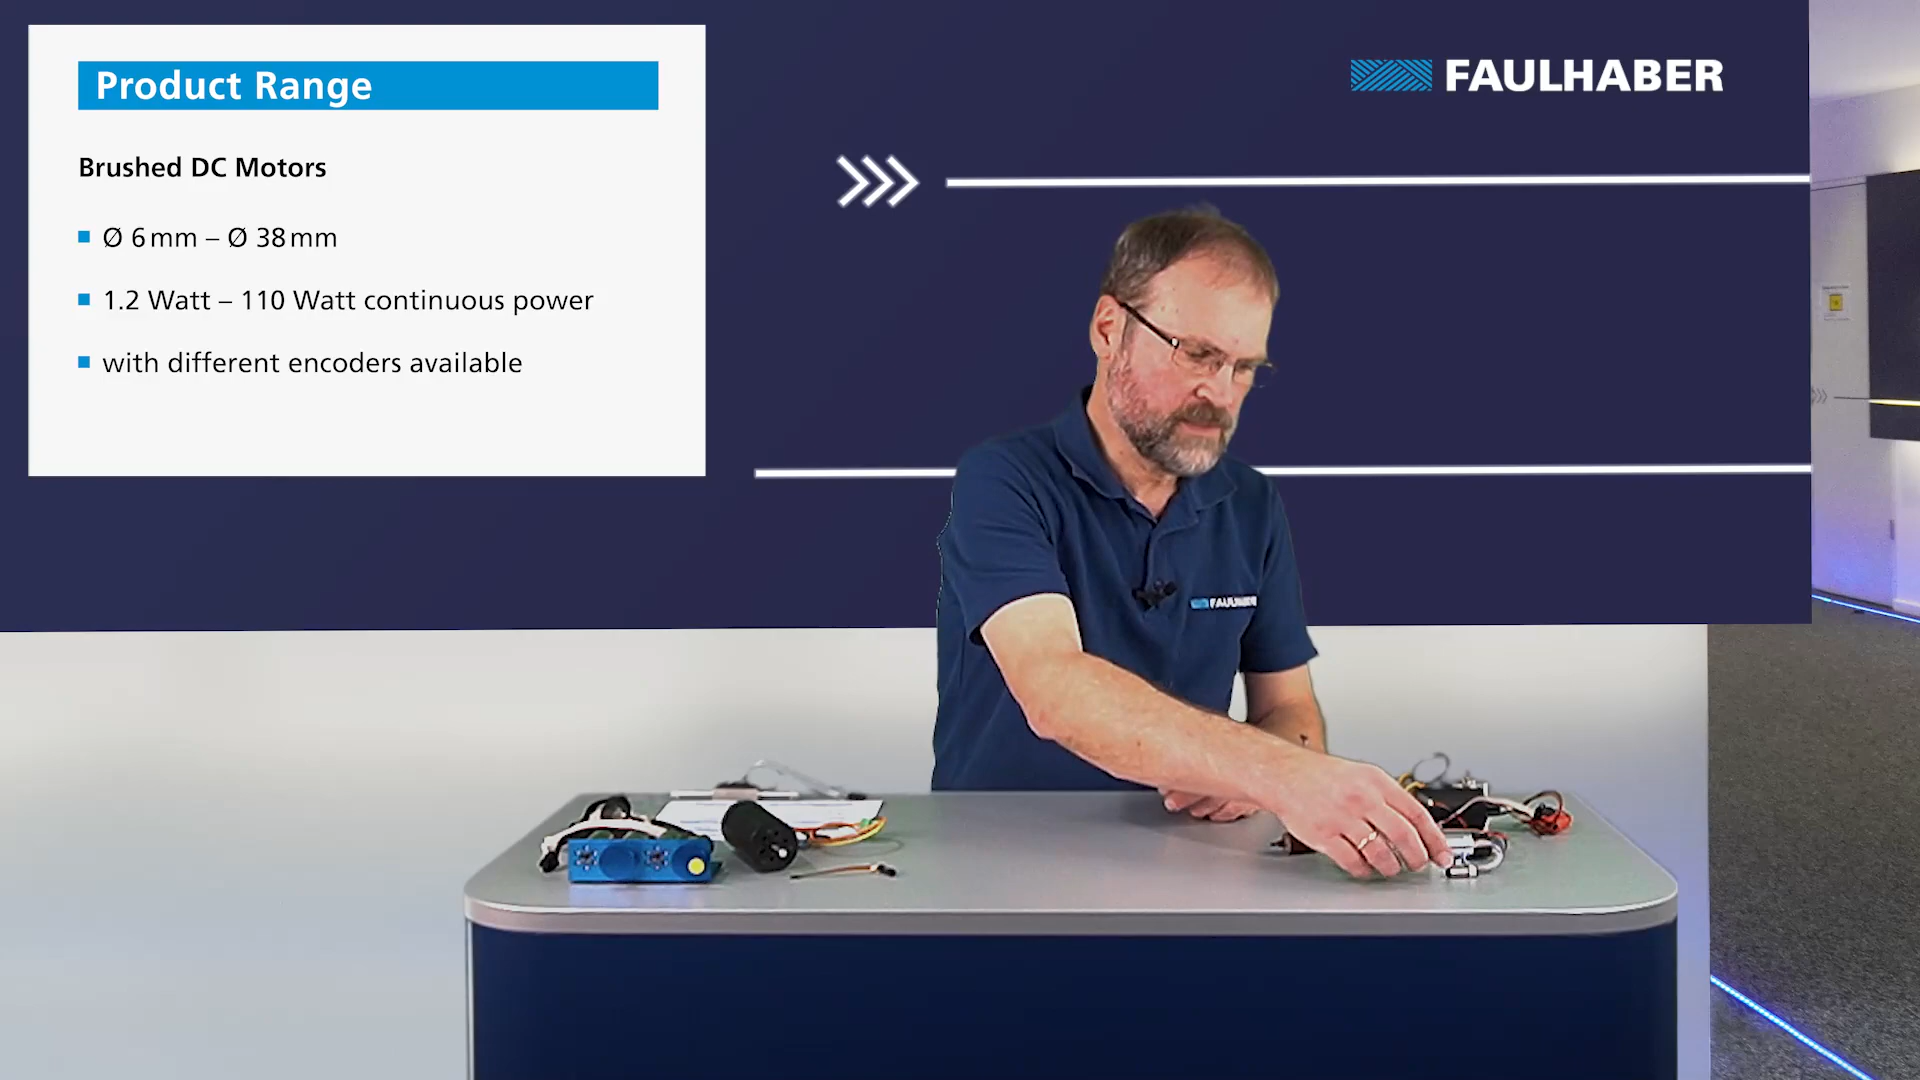 Product Range
FAULHABER
Brushed DC Motors
Ø 6 mm – Ø 38 mm
1.2 Watt – 110 Watt continuous power
with different encoders available
FAULHABER